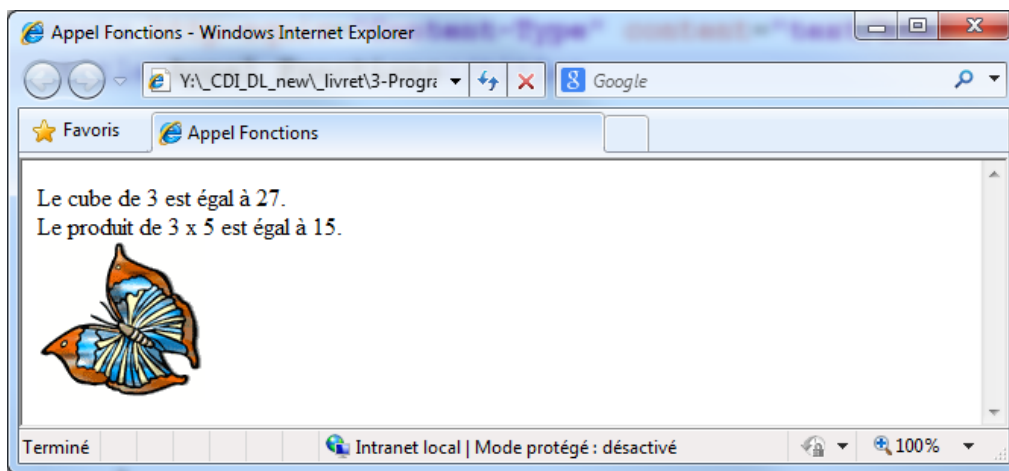 Appel Fonctions - Windows Internet Explorer
Y:\_CDI_DL_new\_livret\3-Progra
Google
Favoris
Appel Fonctions
Le cube de 3 est égal à 27.
Le produit de 3 x 5 est égal à 15.
Terminé
Intranet local | Mode protégé : désactivé
100%